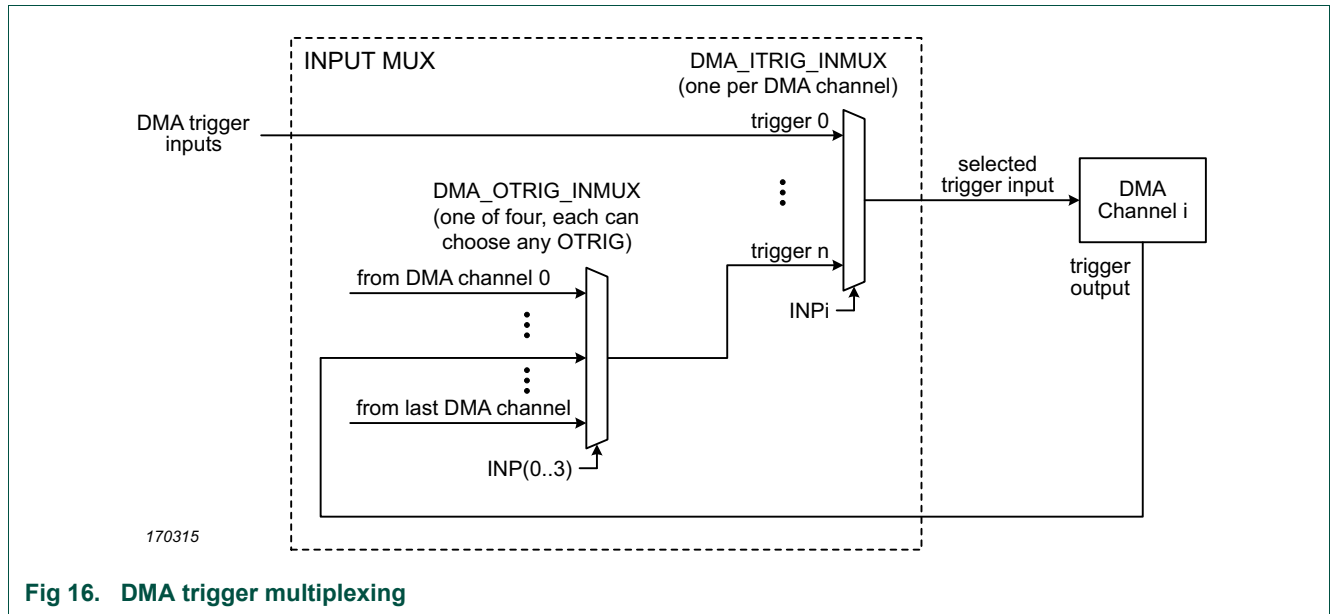 INPUT MUX
DMA_ITRIG_INMUX
(one per DMA channel)
DMA trigger
inputs
trigger 0
selected
trigger input
DMA
Channel i
DMA_OTRIG_INMUX
(one of four, each can
choose any OTRIG)
trigger n
trigger
output
from DMA channel 0
INPi
from last DMA channel
INP(0..3)
170315
Fig 16. DMA trigger multiplexing